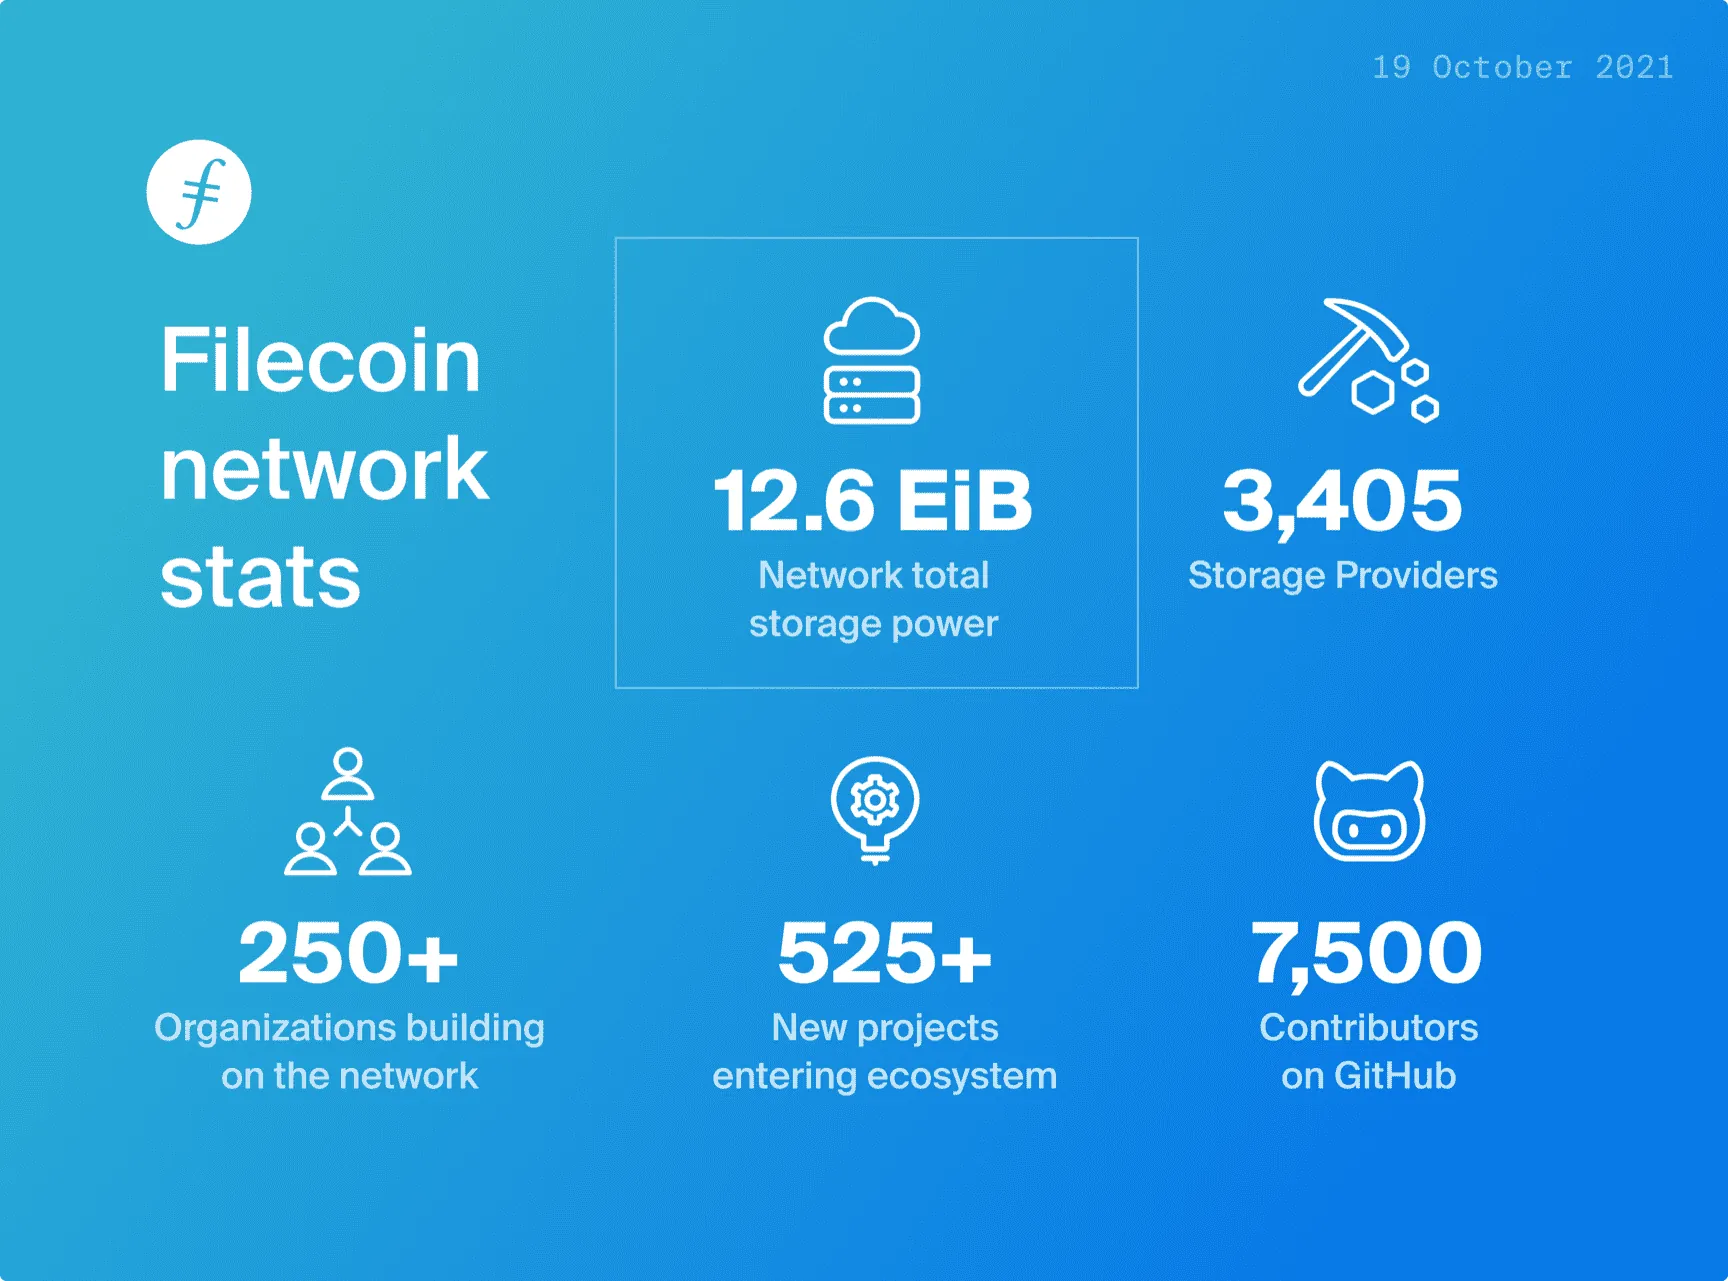 19 October 2021
Filecoin
network
stats
12.6 EiB
Network total
storage power
3,405
Storage Providers
250+
Organizations building
on the network
525+
New projects
entering ecosystem
7,500
Contributors
on GitHub